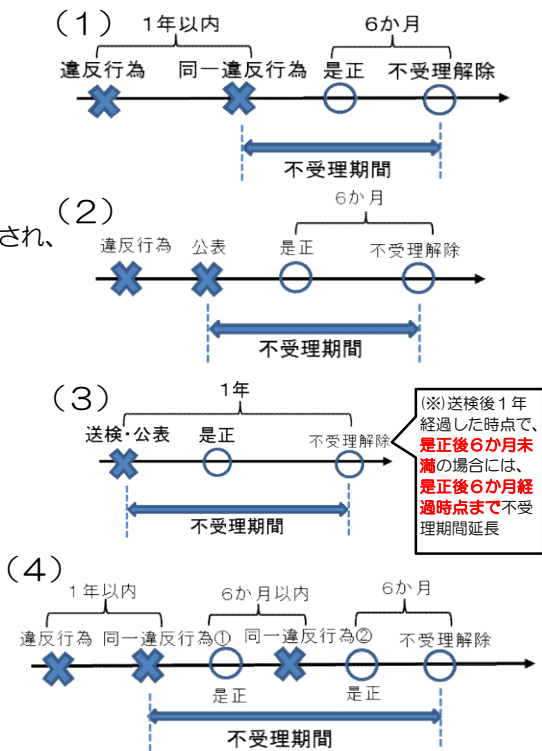 (1)
1年以内
6か月
違反行為 同一違反行為 是正 不受理解除
不受理期間
され、
(2)
6か月
違反行為 公表 是正 不受理解除
不受理期間
(3)
1年
送検・公表 是正 不受理解除
不受理期間
(※)送検後1年
経過した時点で、
是正後6か月未
満の場合には、
是正後6か月経
過時点まで不受
理期間延長
(4)
1年以内 6か月以内 6か月
違反行為 同一違反行為① 同一違反行為② 不受理解除
是正 是正
不受理期間